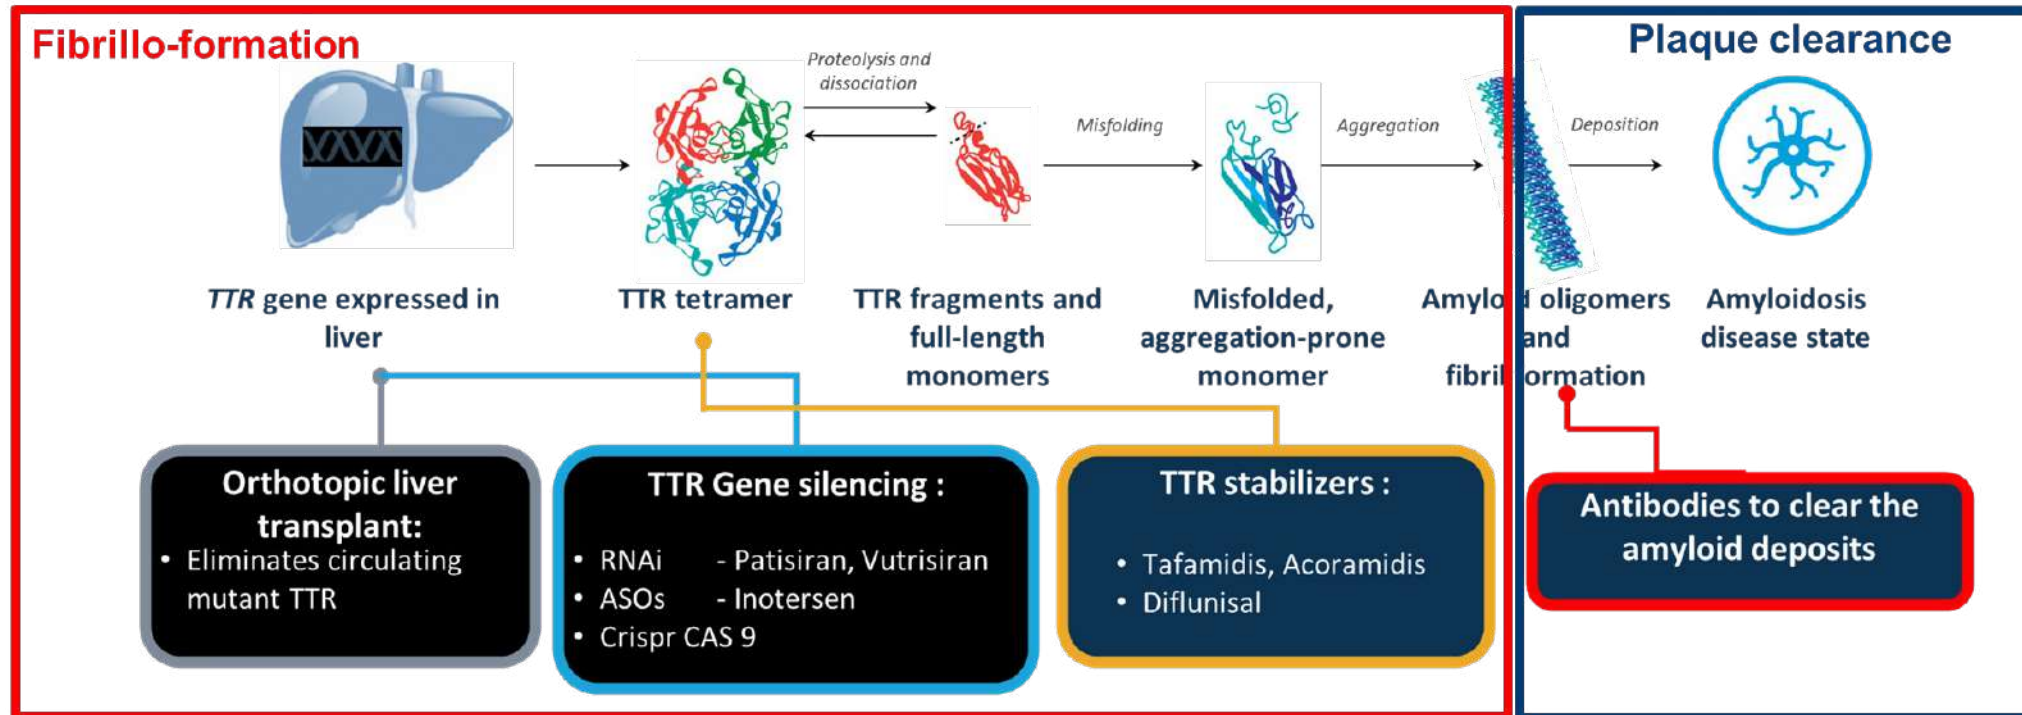 Fibrillo-formation
Plaque clearance
Proteolysis and
dissociation
Misfolding
Aggregation
Deposition
TTR gene expressed in
liver
TTR tetramer
TTR fragments and
full-length
monomers
Misfolded,
aggregation-prone
monomer
Amyloid oligomers
and
fibril formation
Amyloidosis
disease state
Orthotopic liver
transplant:
• Eliminates circulating
mutant TTR
TTR Gene silencing :
• RNAi - Patisiran, Vutrisiran
• ASOs - Inotersen
• Crispr CAS 9
TTR stabilizers :
• Tafamidis, Acoramidis
• Diflunisal
Antibodies to clear the
amyloid deposits